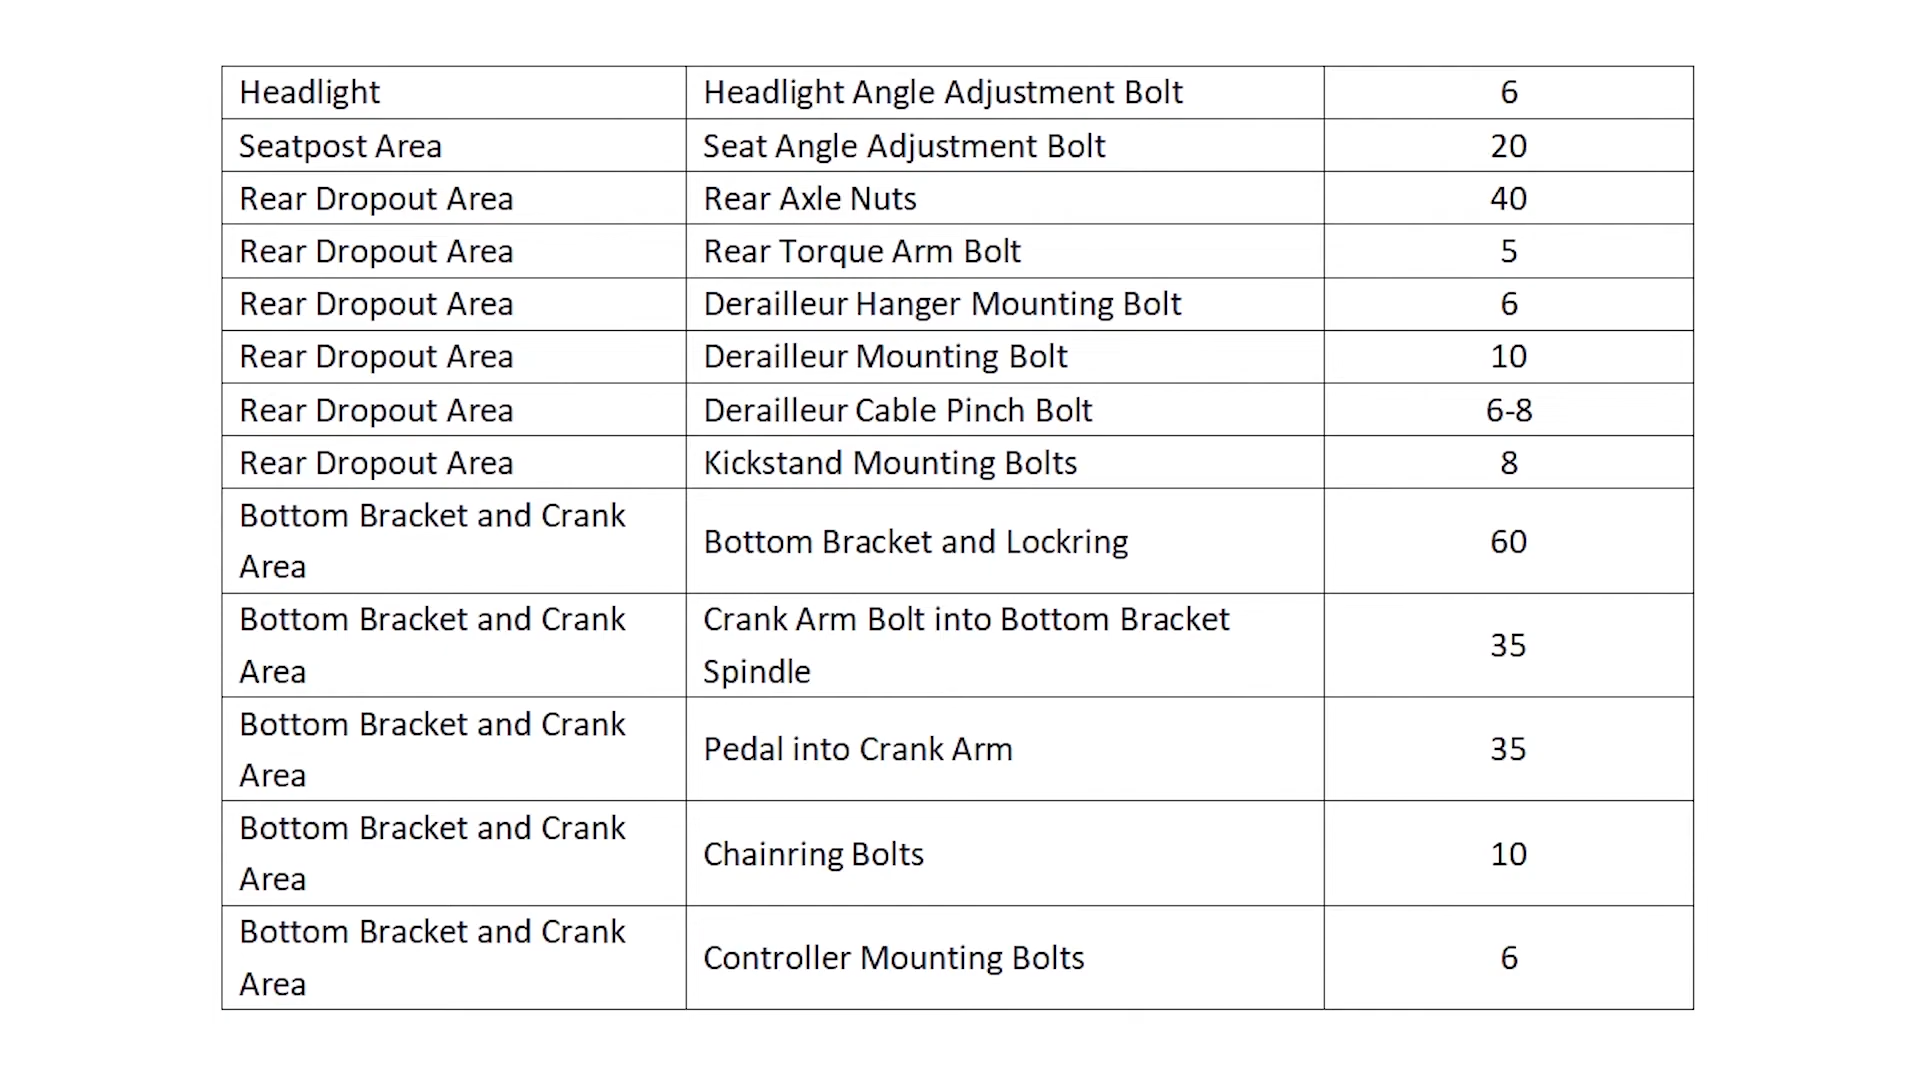 Headlight Headlight Angle Adjustment Bolt 6
Seatpost Area Seat Angle Adjustment Bolt 20
Rear Dropout Area Rear Axle Nuts 40
Rear Dropout Area Rear Torque Arm Bolt 5
Rear Dropout Area Derailleur Hanger Mounting Bolt 6
Rear Dropout Area Derailleur Mounting Bolt 10
Rear Dropout Area Derailleur Cable Pinch Bolt 6-8
Rear Dropout Area Kickstand Mounting Bolts 8
Bottom Bracket and Crank
Area
Bottom Bracket and Lockring
60
Bottom Bracket and Crank
Area
Crank Arm Bolt into Bottom Bracket
Spindle
35
Bottom Bracket and Crank
Area
Pedal into Crank Arm
35
Bottom Bracket and Crank
Area
Chainring Bolts
10
Bottom Bracket and Crank
Area
Controller Mounting Bolts
6